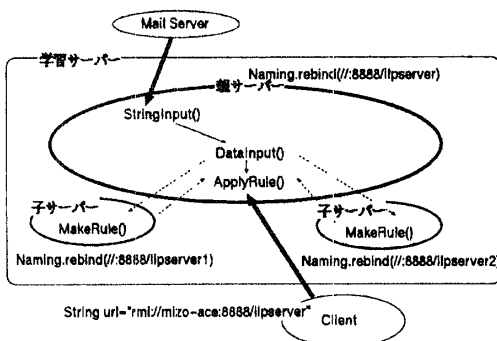 Mail Server
学習サーバー
Naming.rebind(//:8888/ilpserver)
親サーバー
StringInput()
DataInput()
ApplyRule()
子サーバー
MakeRule()
Naming.rebind(//:8888/ilpserver1)
子サーバー
MakeRule()
Naming.rebind(//:8888/ilpserver2)
String url="rmi://mizo-ace:8888/ilpserver"
Client